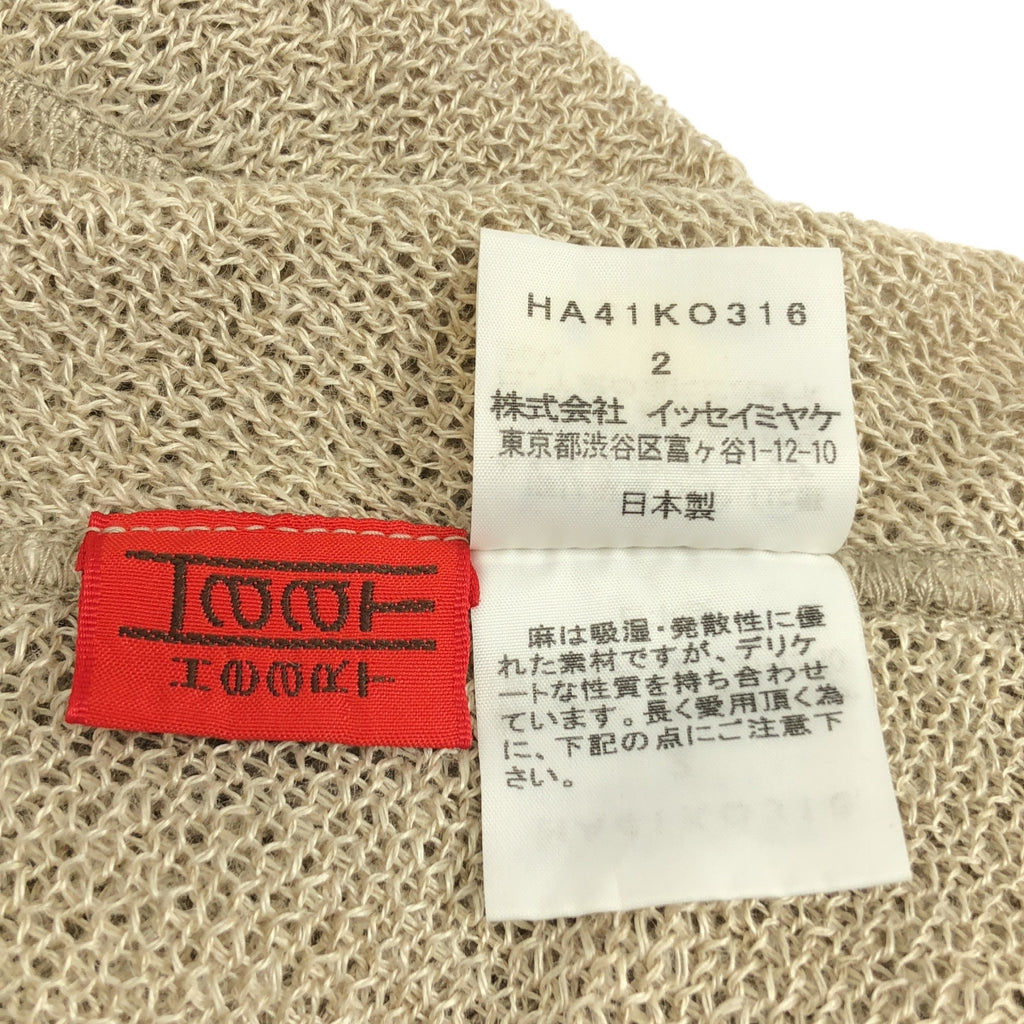 HA41KO316
2
株式会社 イッセイミヤケ
東京都渋谷区富ヶ谷1-12-10
日本製
HaaT
HEART
麻は吸湿・発散性に優
れた素材ですが、デリケ
ートな性質を持ち合わせ
ています。長く愛用頂く為
に、下記の点にご注意下
さい。